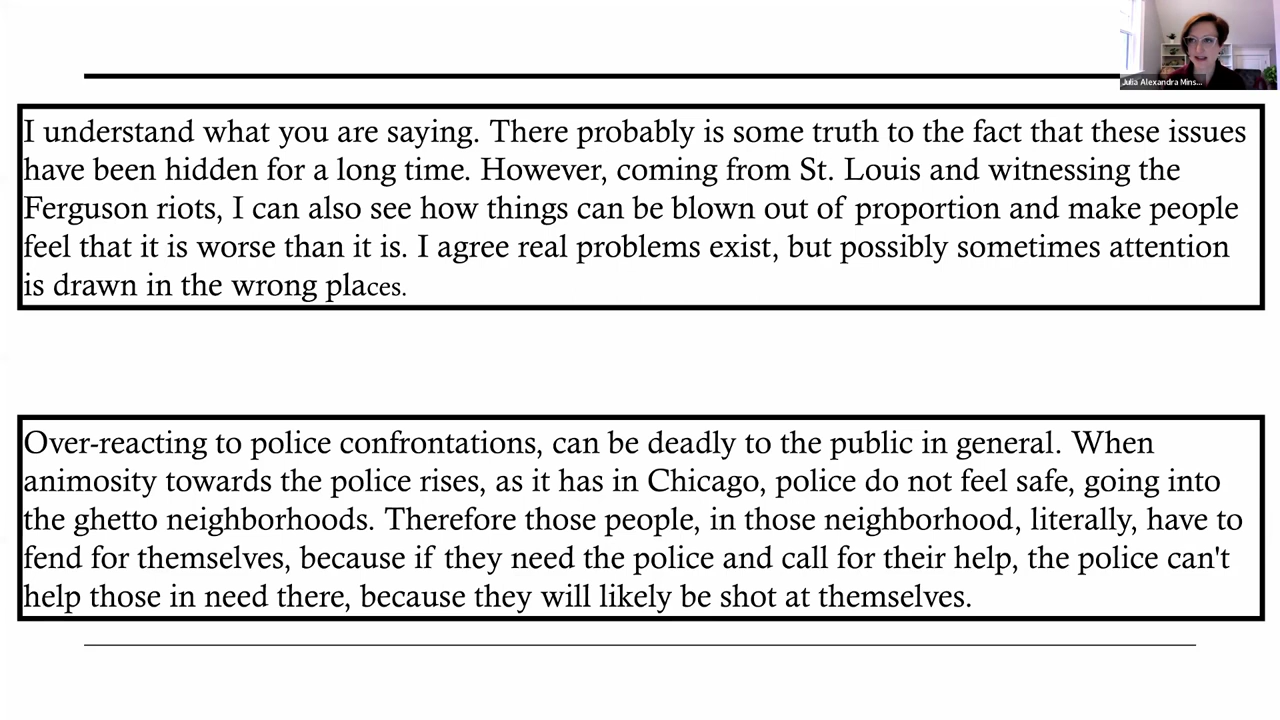 Julia Alexandra Mins...
I understand what you are saying. There probably is some truth to the fact that these issues
have been hidden for a long time. However, coming from St. Louis and witnessing the
Ferguson riots, I can also see how things can be blown out of proportion and make people
feel that it is worse than it is. I agree real problems exist, but possibly sometimes attention
is drawn in the wrong places.
Over-reacting to police confrontations, can be deadly to the public in general. When
animosity towards the police rises, as it has in Chicago, police do not feel safe, going into
the ghetto neighborhoods. Therefore those people, in those neighborhood, literally, have to
fend for themselves, because if they need the police and call for their help, the police can't
help those in need there, because they will likely be shot at themselves.